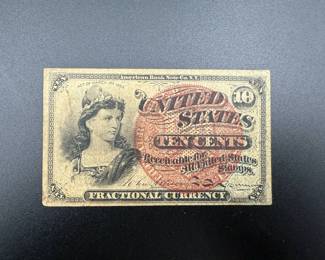 American Bank Note Co. N.Y.
UNITED 10
STATES
TEN CENTS
Receivable for
All United States
Stamps.
FRACTIONAL CURRENCY